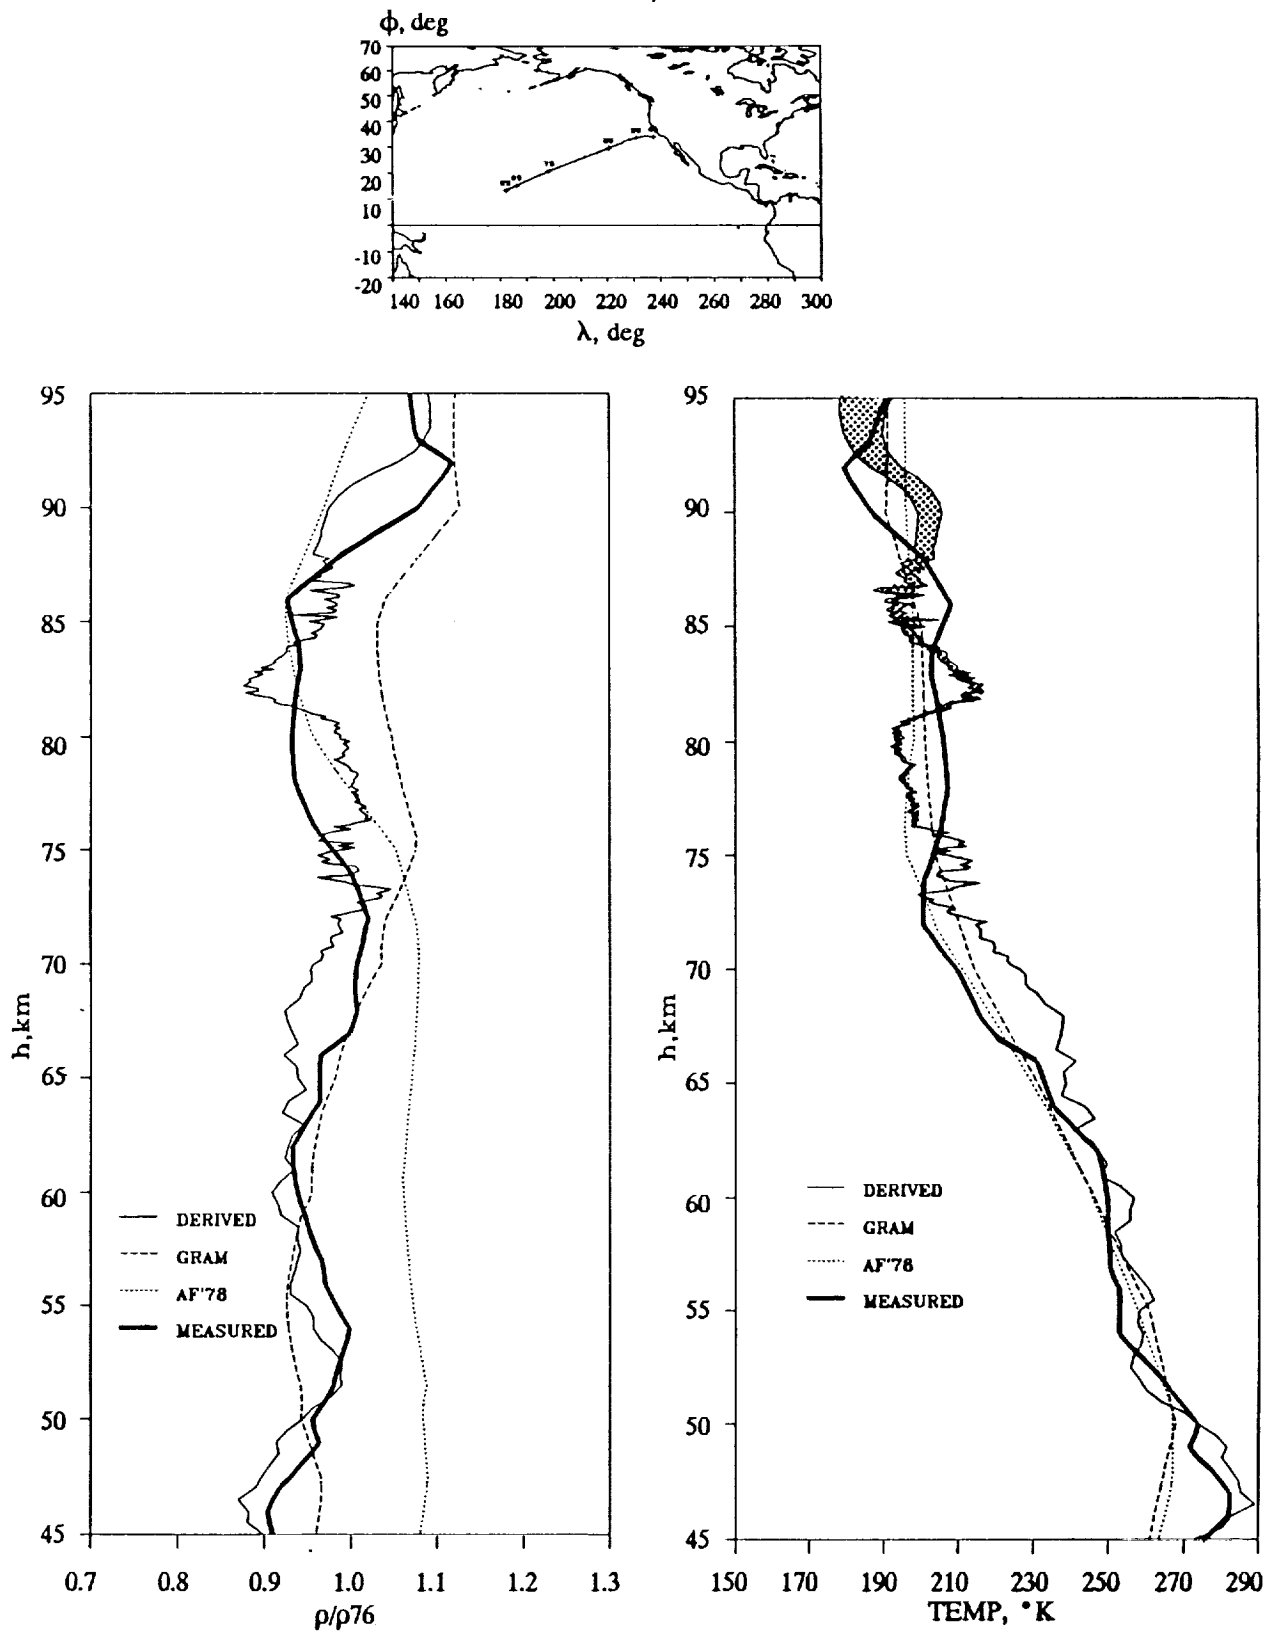 ϕ, deg
70
60
50
40
30
20
10
-10
-20
140 160 180 200 220 240 260 280 300
λ, deg
95
90
85
80
75
70
65
60
55
50
45
h,km
DERIVED
GRAM
AF'78
MEASURED
0.7 0.8 0.9 1.0 1.1 1.2 1.3
ρ/ρ76
95
90
85
80
75
70
65
60
55
50
45
h,km
DERIVED
GRAM
AF'78
MEASURED
150 170 190 210 230 250 270 290
TEMP, °K